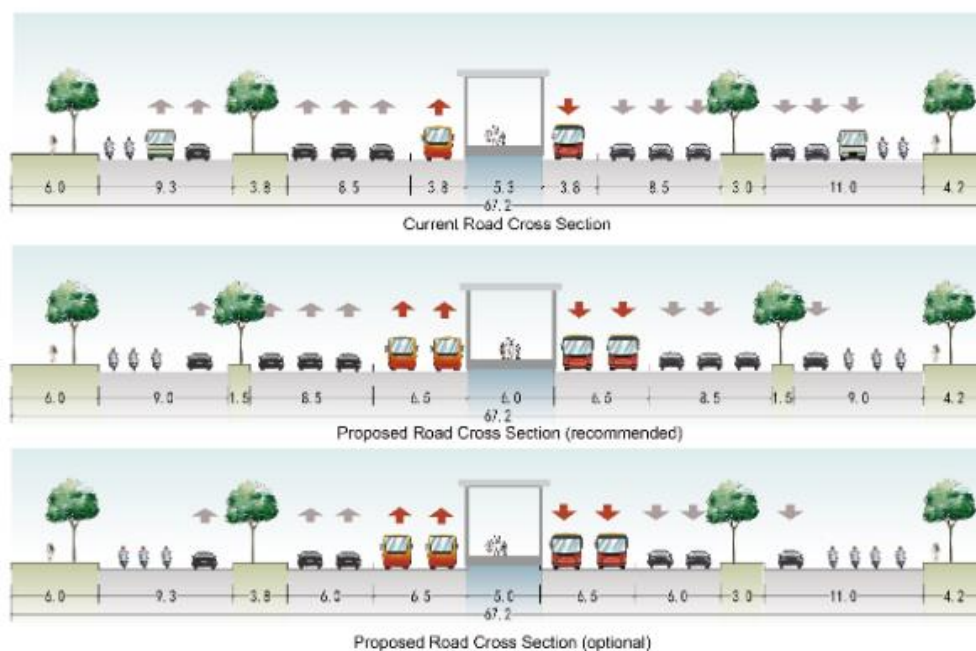 6.0 9.3 3.8 8.5 3.8 5.3 3.8 8.5 3.0 11.0 4.2
67.2
Current Road Cross Section
6.0 9.0 1.5 8.5 6.5 6.0 6.5 8.5 1.5 9.0 4.2
67.2
Proposed Road Cross Section (recommended)
6.0 9.3 3.8 6.0 6.5 5.0 6.5 6.0 3.0 11.0 4.2
67.2
Proposed Road Cross Section (optional)